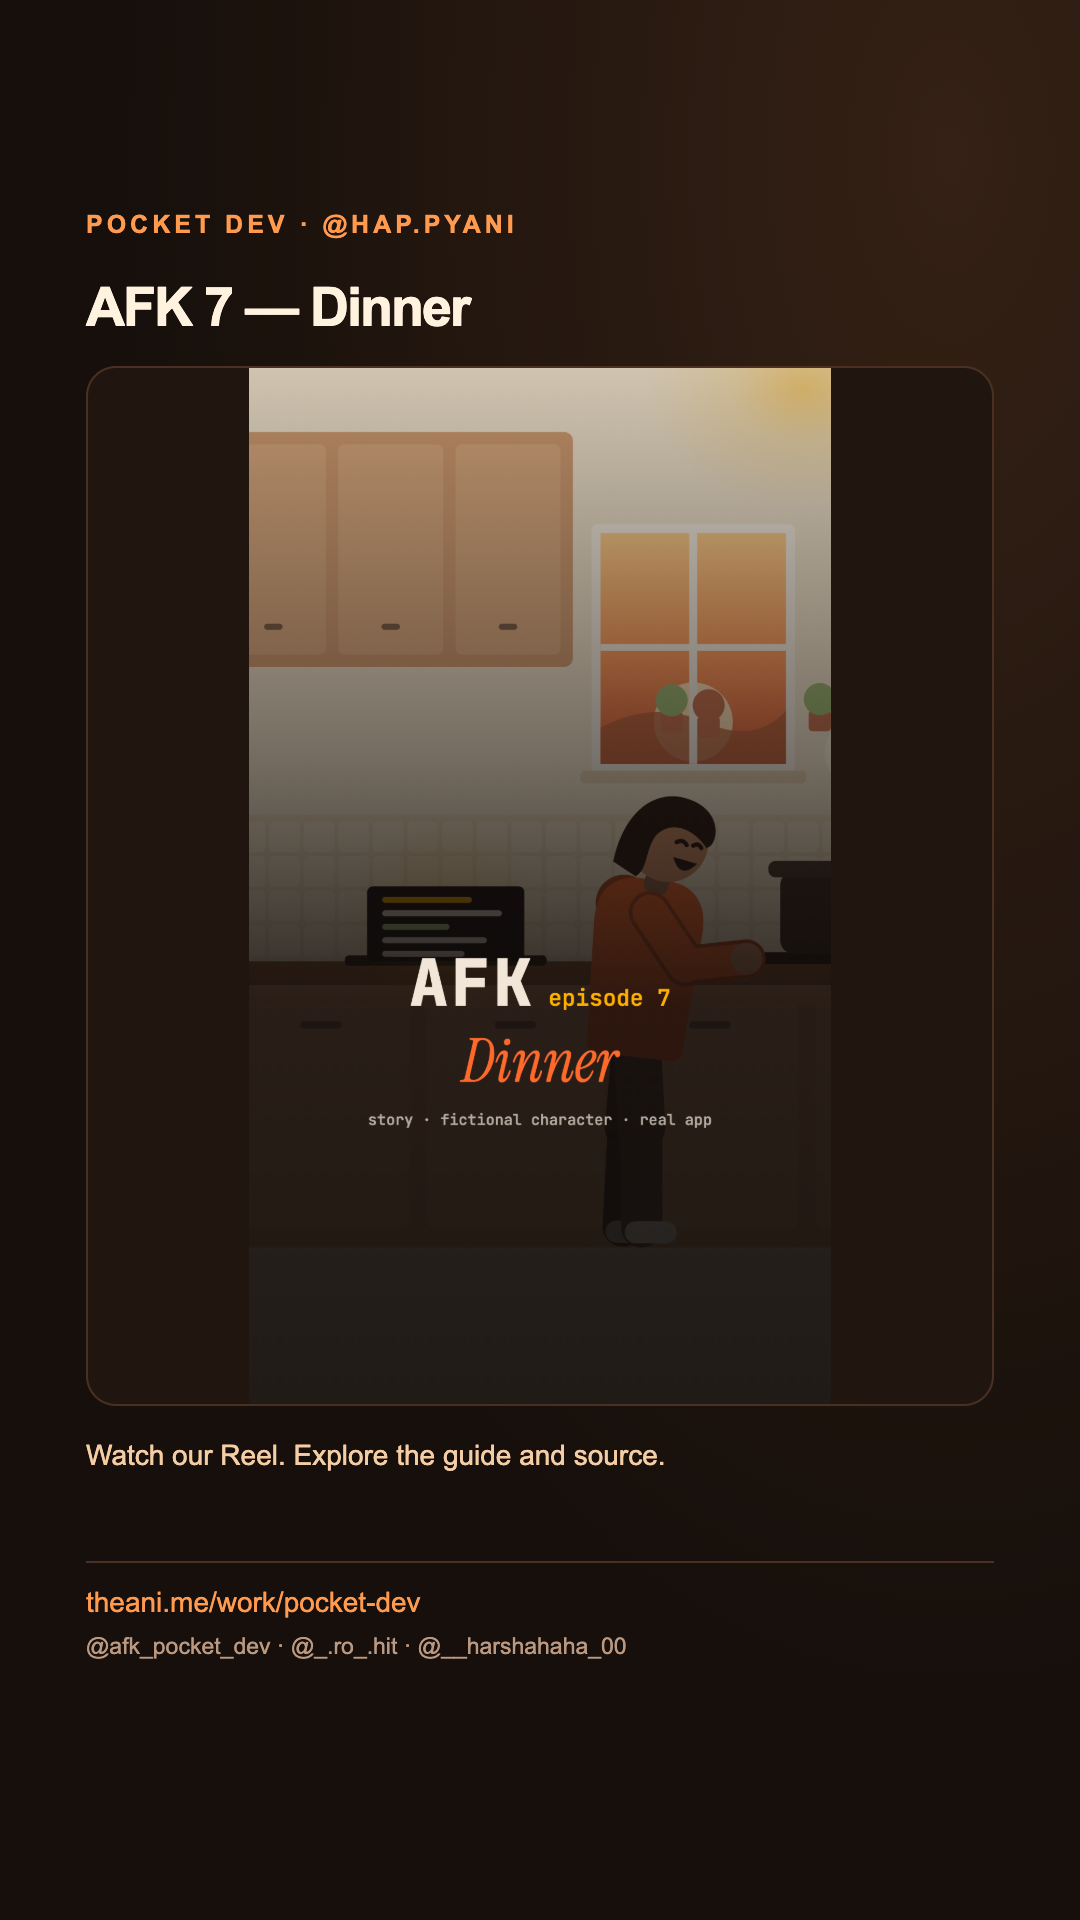 POCKET DEV · @HAP.PYANI
AFK 7 — Dinner
AFK episode 7
Dinner
story · fictional character · real app
Watch our Reel. Explore the guide and source.
theani.me/work/pocket-dev
@afk_pocket_dev · @_.ro_.hit · @__harshahaha_00